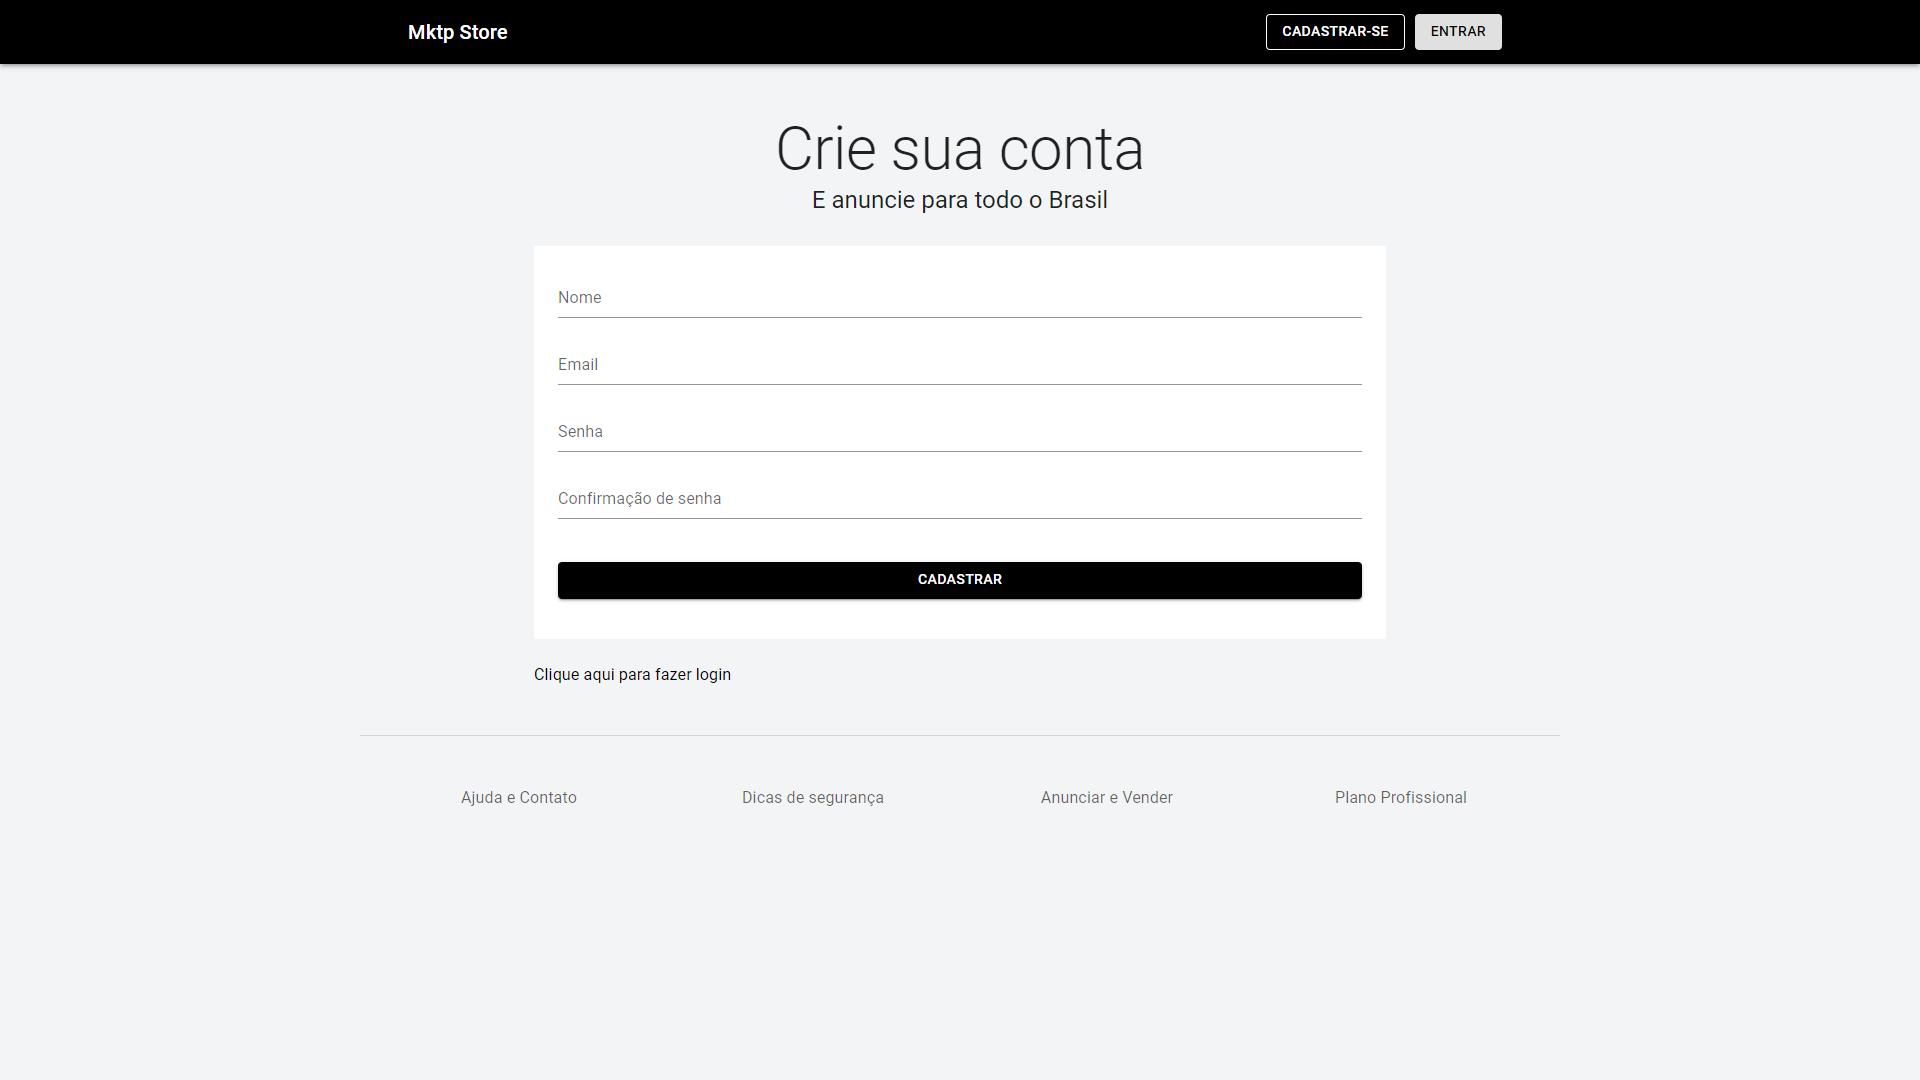 Mktp Store
CADASTRAR-SE
ENTRAR
Crie sua conta
E anuncie para todo o Brasil
Nome
Email
Senha
Confirmação de senha
CADASTRAR
Clique aqui para fazer login
Ajuda e Contato
Dicas de segurança
Anunciar e Vender
Plano Profissional